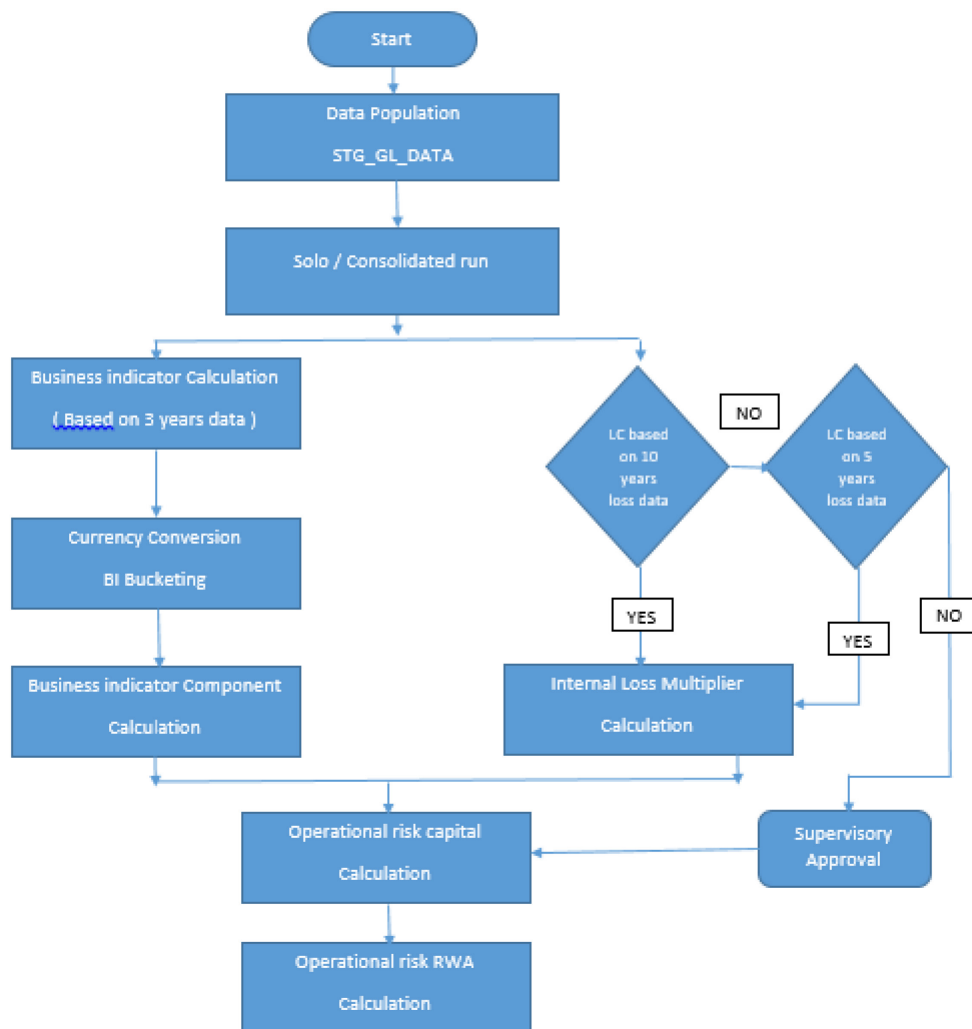 Start
Data Population
STG_GL_DATA
Solo / Consolidated run
Business indicator Calculation
( Based on 3 years data )
LC based
on 10
years
loss data
NO
LC based
on 5
years
loss data
Currency Conversion
BI Bucketing
YES
YES
NO
Business indicator Component
Calculation
Internal Loss Multiplier
Calculation
Operational risk capital
Calculation
Supervisory
Approval
Operational risk RWA
Calculation